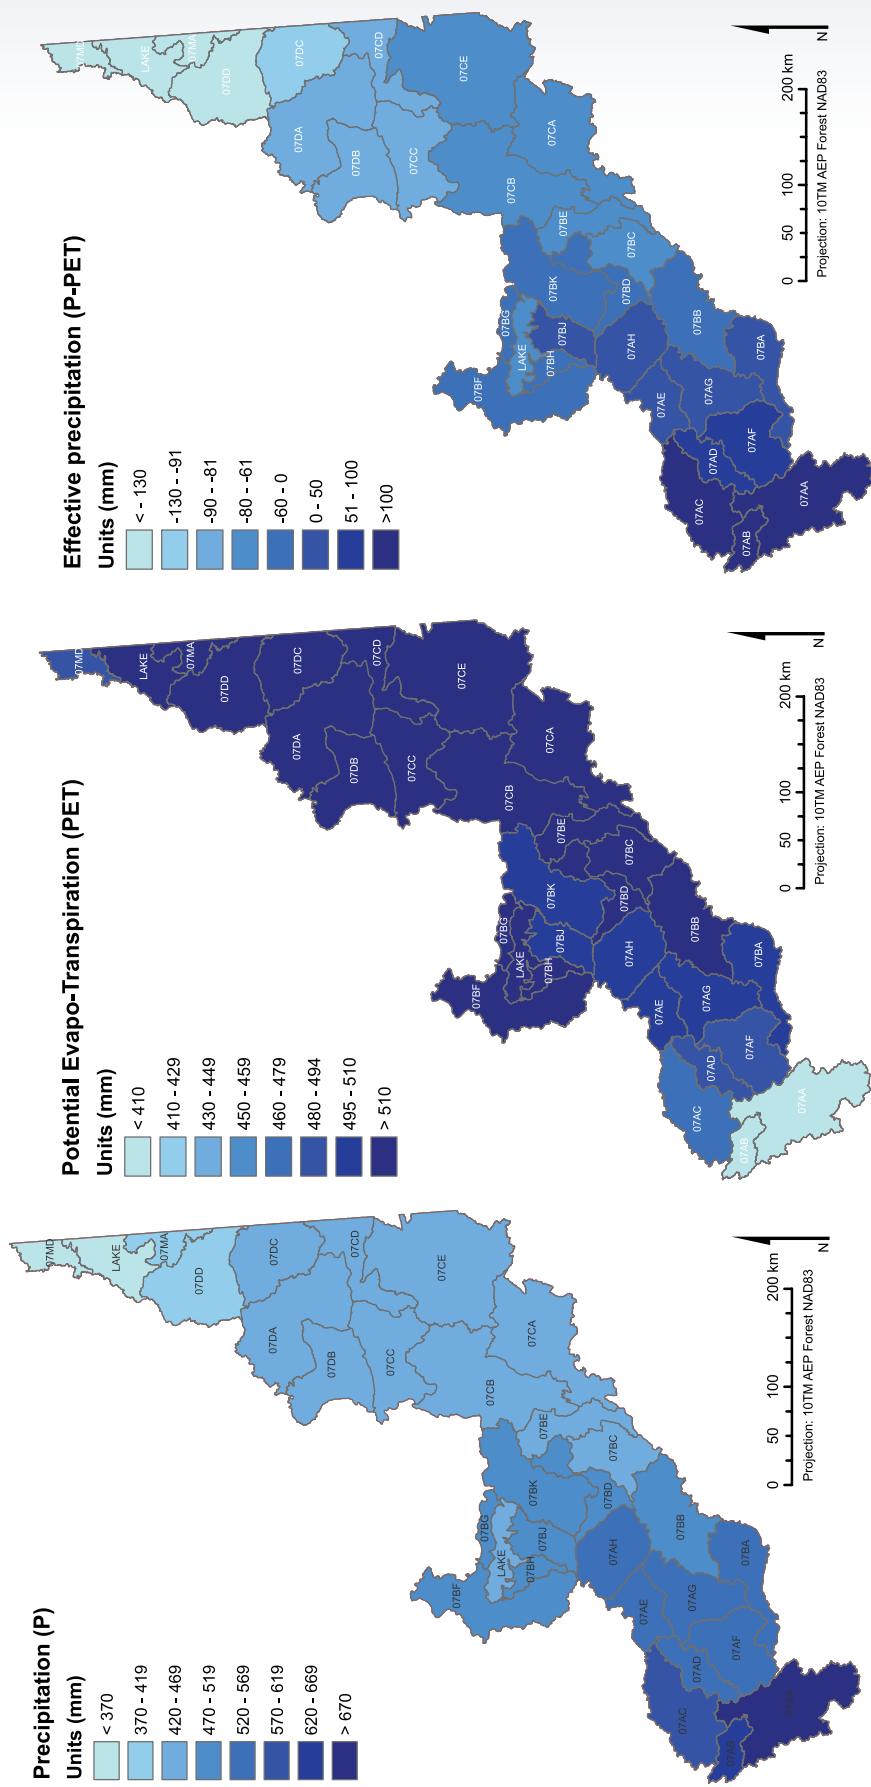 Precipitation (P)
Units (mm)
< 370
370 - 419
420 - 469
470 - 519
520 - 569
570 - 619
620 - 669
> 670
07MD
LAKE
07MA
07DD
07DC
07DA
07DB
07CD
07CC
07CE
07CB
07CA
07BF
07BG
LAKE
07BH
07BJ
07BK
07BE
07BD
07BC
07AH
07BB
07AE
07AG
07BA
07AC
07AD
07AF
07AB
07AA
0 50 100 200 km
Projection: 10TM AEP Forest NAD83
N
Potential Evapo-Transpiration (PET)
Units (mm)
< 410
410 - 429
430 - 449
450 - 459
460 - 479
480 - 494
495 - 510
> 510
07MD
LAKE
07MA
07DD
07DC
07DA
07DB
07CD
07CC
07CE
07CB
07CA
07BF
07BG
LAKE
07BH
07BJ
07BK
07BE
07BD
07BC
07AH
07BB
07AE
07AG
07BA
07AC
07AD
07AF
07AB
07AA
0 50 100 200 km
Projection: 10TM AEP Forest NAD83
N
Effective precipitation (P-PET)
Units (mm)
< - 130
-130 - -91
-90 - -81
-80 - -61
-60 - 0
0 - 50
51 - 100
>100
07MD
LAKE
07MA
07DD
07DC
07DA
07DB
07CD
07CC
07CE
07CB
07CA
07BF
07BG
LAKE
07BH
07BJ
07BK
07BE
07BD
07BC
07AH
07BB
07AE
07AG
07BA
07AC
07AD
07AF
07AB
07AA
0 50 100 200 km
Projection: 10TM AEP Forest NAD83
N